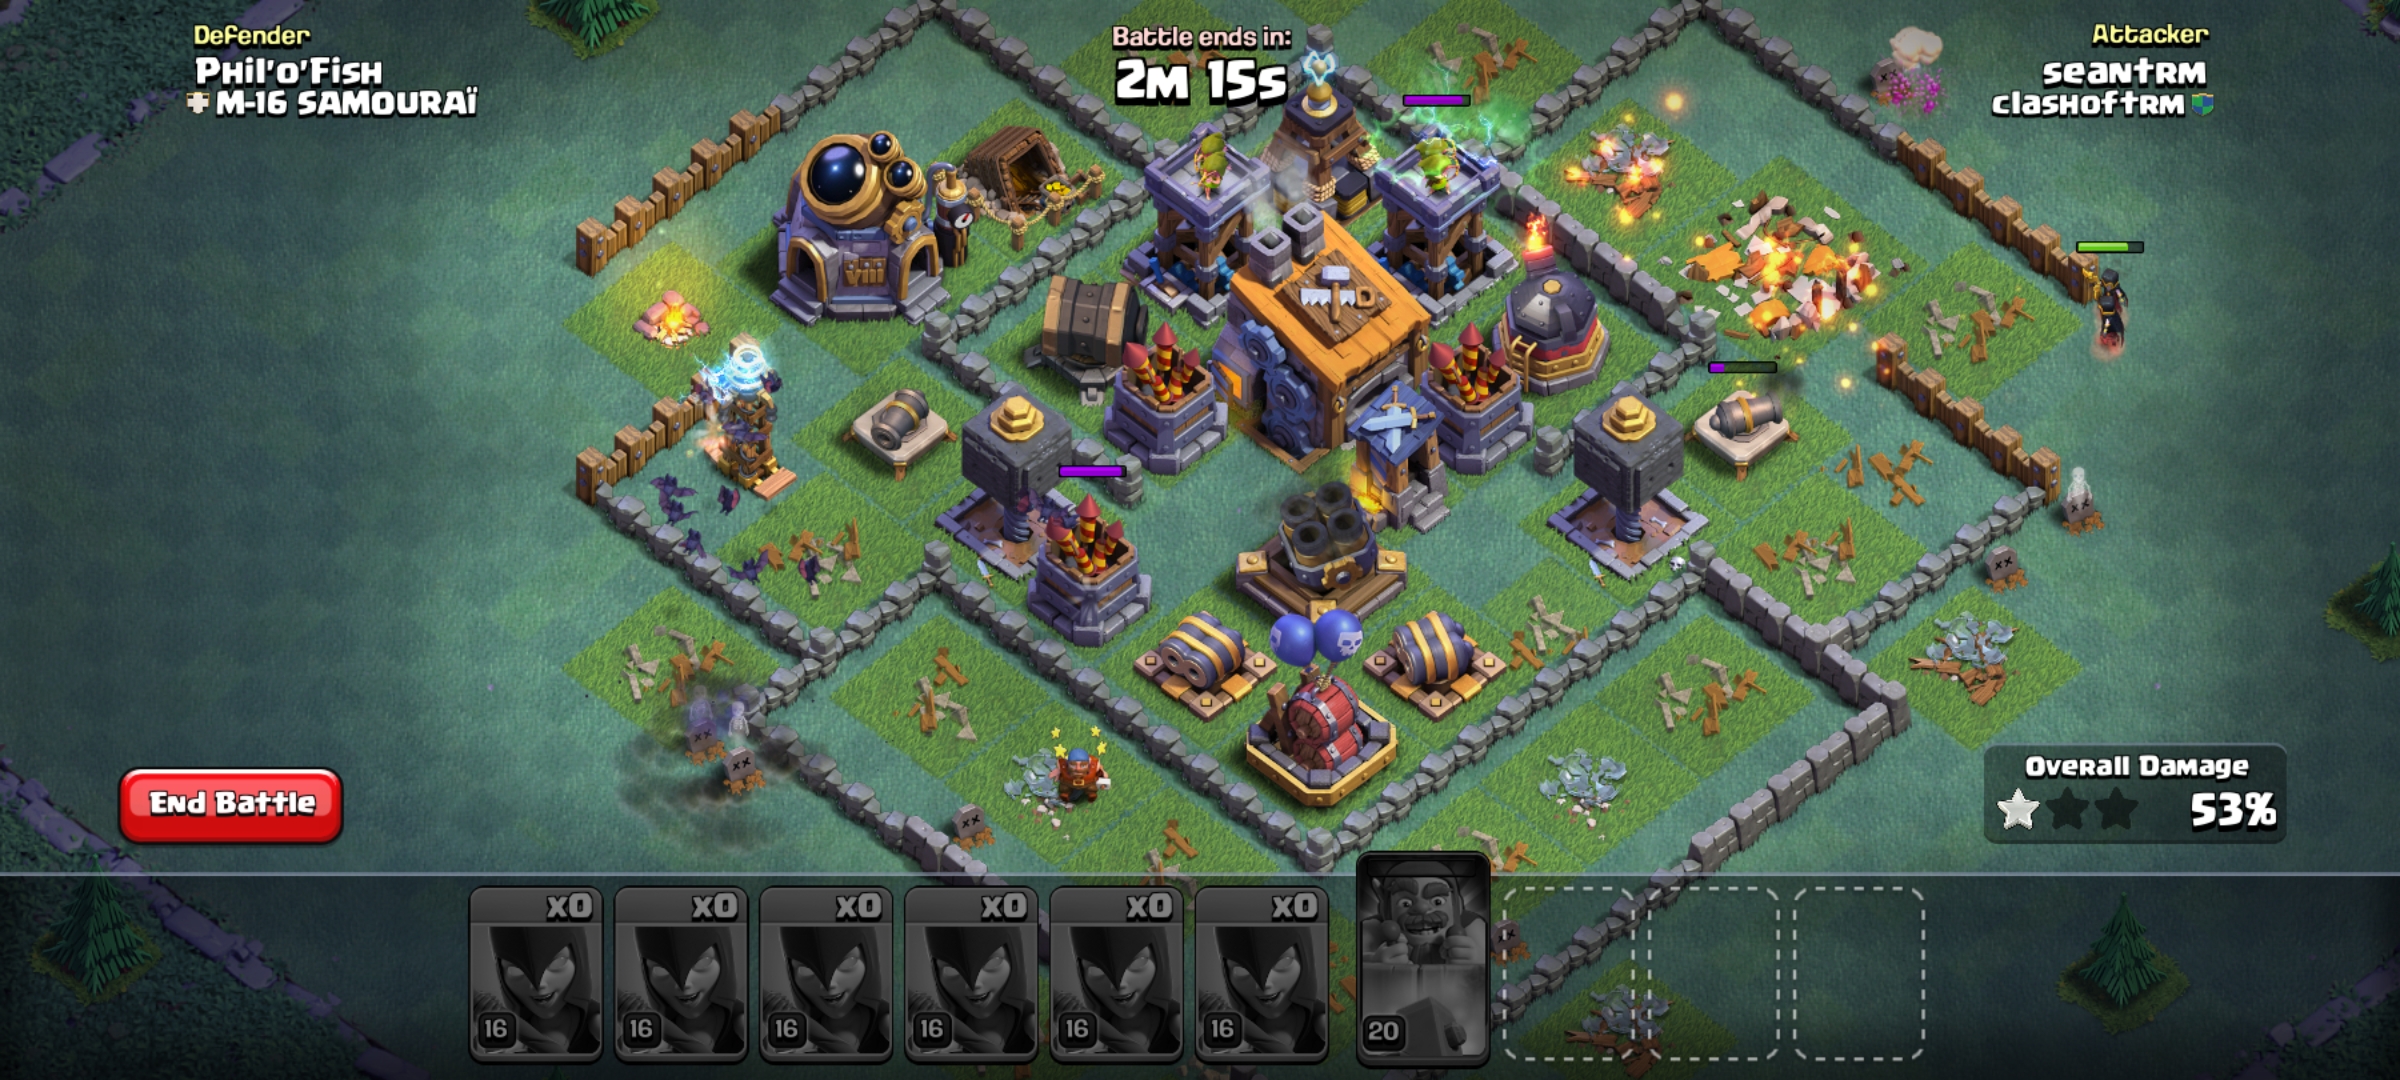 Defender
Phil'o'Fish
M-16 SAMOURAÏ
Battle ends in:
2M 15s
Attacker
seantrm
clashoftrm
VIII
End Battle
Overall Damage
53%
x0
x0
x0
x0
x0
x0
16
16
16
16
16
16
20